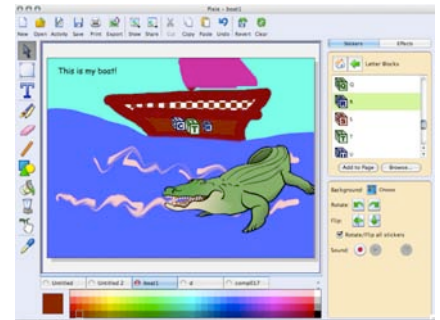 Pixie - boat1
New Open Activity Save Print Export Show Share Cut Copy Paste Undo Revert Clear
Stickers Effects
Letter Blocks
This is my boat!
Q
R
S
T
U
C T
Add to Page Browse...
Background: Choose
Rotate:
Flip:
Rotate/Flip all stickers
Sound:
Untitled Untitled 2 boat1 d comp017